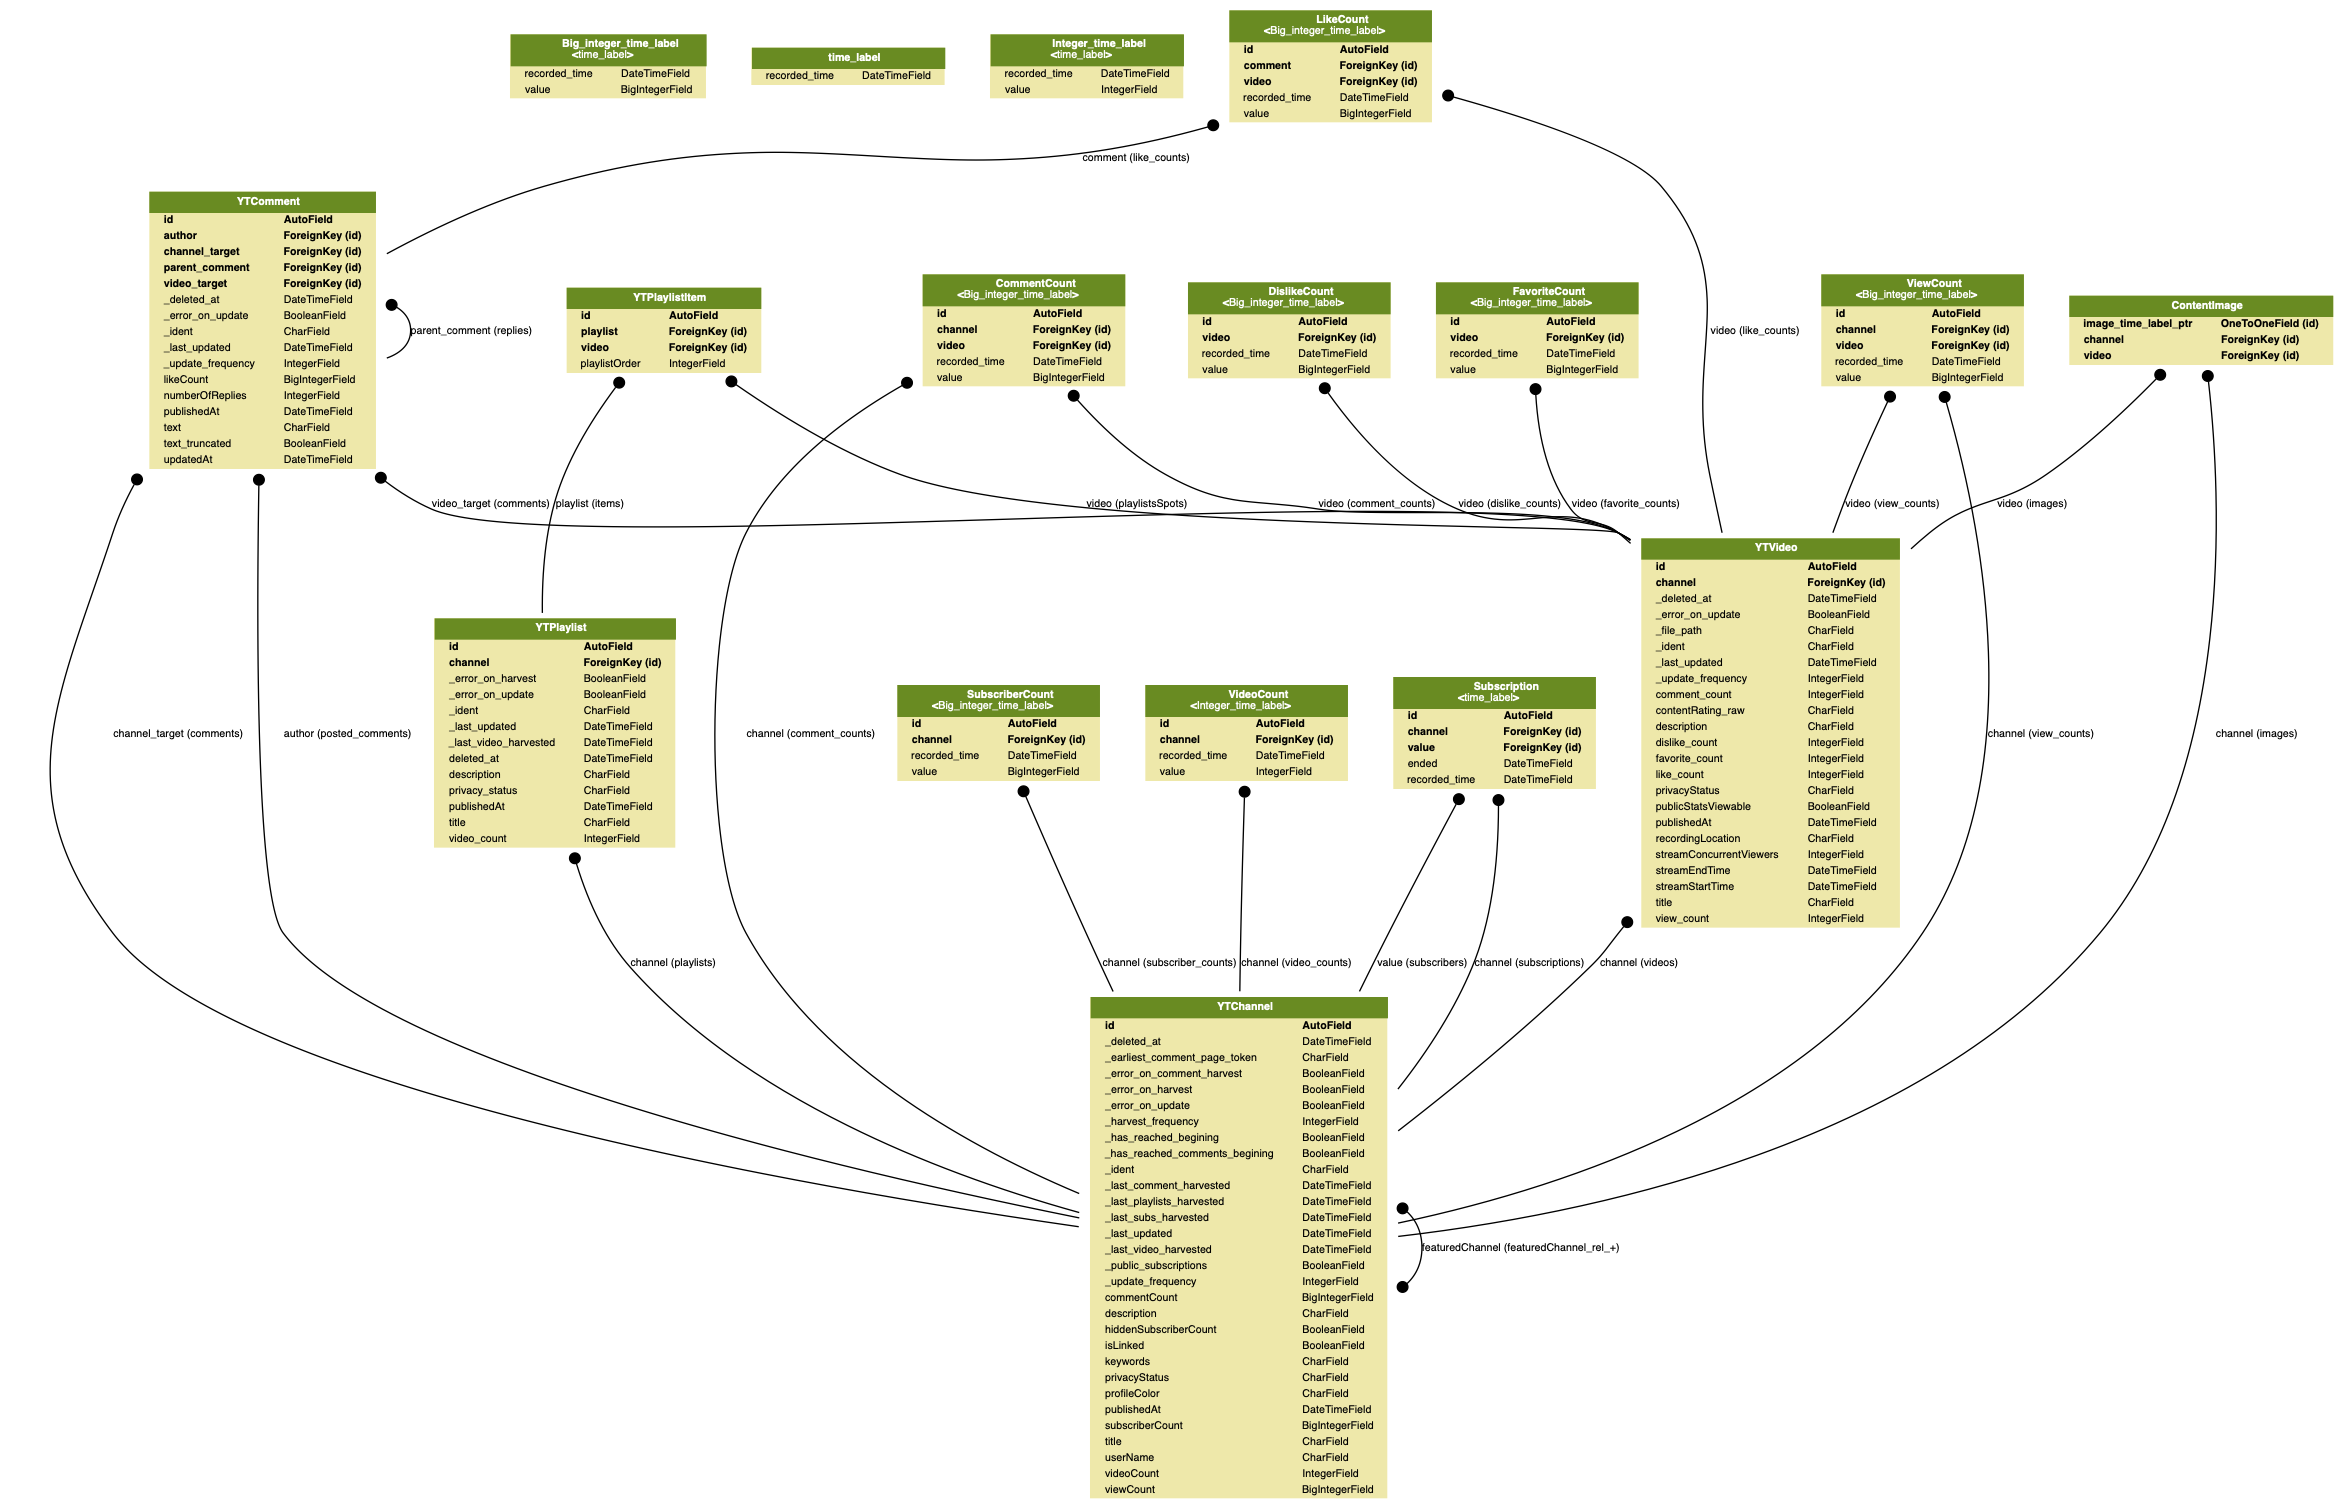 LikeCount
<Big_integer_time_label>
id AutoField
comment ForeignKey (id)
video ForeignKey (id)
recorded_time DateTimeField
value BigIntegerField
Big_integer_time_label
<time_label>
recorded_time DateTimeField
value BigIntegerField
time_label
recorded_time DateTimeField
Integer_time_label
<time_label>
recorded_time DateTimeField
value IntegerField
comment (like_counts)
YTComment
id AutoField
author ForeignKey (id)
channel_target ForeignKey (id)
parent_comment ForeignKey (id)
video_target ForeignKey (id)
_deleted_at DateTimeField
_error_on_update BooleanField
_ident CharField
_last_updated DateTimeField
_update_frequency IntegerField
likeCount BigIntegerField
numberOfReplies IntegerField
publishedAt DateTimeField
text CharField
text_truncated BooleanField
updatedAt DateTimeField
parent_comment (replies)
YTPlaylistItem
id AutoField
playlist ForeignKey (id)
video ForeignKey (id)
playlistOrder IntegerField
CommentCount
<Big_integer_time_label>
id AutoField
channel ForeignKey (id)
video ForeignKey (id)
recorded_time DateTimeField
value BigIntegerField
DislikeCount
<Big_integer_time_label>
id AutoField
video ForeignKey (id)
recorded_time DateTimeField
value BigIntegerField
FavoriteCount
<Big_integer_time_label>
id AutoField
video ForeignKey (id)
recorded_time DateTimeField
value BigIntegerField
video (like_counts)
ViewCount
<Big_integer_time_label>
id AutoField
channel ForeignKey (id)
video ForeignKey (id)
recorded_time DateTimeField
value BigIntegerField
ContentImage
image_time_label_ptr OneToOneField (id)
channel ForeignKey (id)
video ForeignKey (id)
video_target (comments)
playlist (items)
video (playlistsSpots)
video (comment_counts)
video (dislike_counts)
video (favorite_counts)
video (view_counts)
video (images)
YTVideo
id AutoField
channel ForeignKey (id)
_deleted_at DateTimeField
_error_on_update BooleanField
_file_path CharField
_ident CharField
_last_updated DateTimeField
_update_frequency IntegerField
comment_count IntegerField
contentRating_raw CharField
description CharField
dislike_count IntegerField
favorite_count IntegerField
like_count IntegerField
privacyStatus CharField
publicStatsViewable BooleanField
publishedAt DateTimeField
recordingLocation CharField
streamConcurrentViewers IntegerField
streamEndTime DateTimeField
streamStartTime DateTimeField
title CharField
view_count IntegerField
YTPlaylist
id AutoField
channel ForeignKey (id)
_error_on_harvest BooleanField
_error_on_update BooleanField
_ident CharField
_last_updated DateTimeField
_last_video_harvested DateTimeField
deleted_at DateTimeField
description CharField
privacy_status CharField
publishedAt DateTimeField
title CharField
video_count IntegerField
SubscriberCount
<Big_integer_time_label>
id AutoField
channel ForeignKey (id)
recorded_time DateTimeField
value BigIntegerField
VideoCount
<Integer_time_label>
id AutoField
channel ForeignKey (id)
recorded_time DateTimeField
value IntegerField
Subscription
<time_label>
id AutoField
channel ForeignKey (id)
value ForeignKey (id)
ended DateTimeField
recorded_time DateTimeField
channel_target (comments)
author (posted_comments)
channel (comment_counts)
channel (view_counts)
channel (images)
channel (playlists)
channel (subscriber_counts)
channel (video_counts)
value (subscribers)
channel (subscriptions)
channel (videos)
YTChannel
id AutoField
_deleted_at DateTimeField
_earliest_comment_page_token CharField
_error_on_comment_harvest BooleanField
_error_on_harvest BooleanField
_error_on_update BooleanField
_harvest_frequency IntegerField
_has_reached_begining BooleanField
_has_reached_comments_begining BooleanField
_ident CharField
_last_comment_harvested DateTimeField
_last_playlists_harvested DateTimeField
_last_subs_harvested DateTimeField
_last_updated DateTimeField
_last_video_harvested DateTimeField
_public_subscriptions BooleanField
_update_frequency IntegerField
commentCount BigIntegerField
description CharField
hiddenSubscriberCount BooleanField
isLinked BooleanField
keywords CharField
privacyStatus CharField
profileColor CharField
publishedAt DateTimeField
subscriberCount BigIntegerField
title CharField
userName CharField
videoCount IntegerField
viewCount BigIntegerField
featuredChannel (featuredChannel_rel_+)